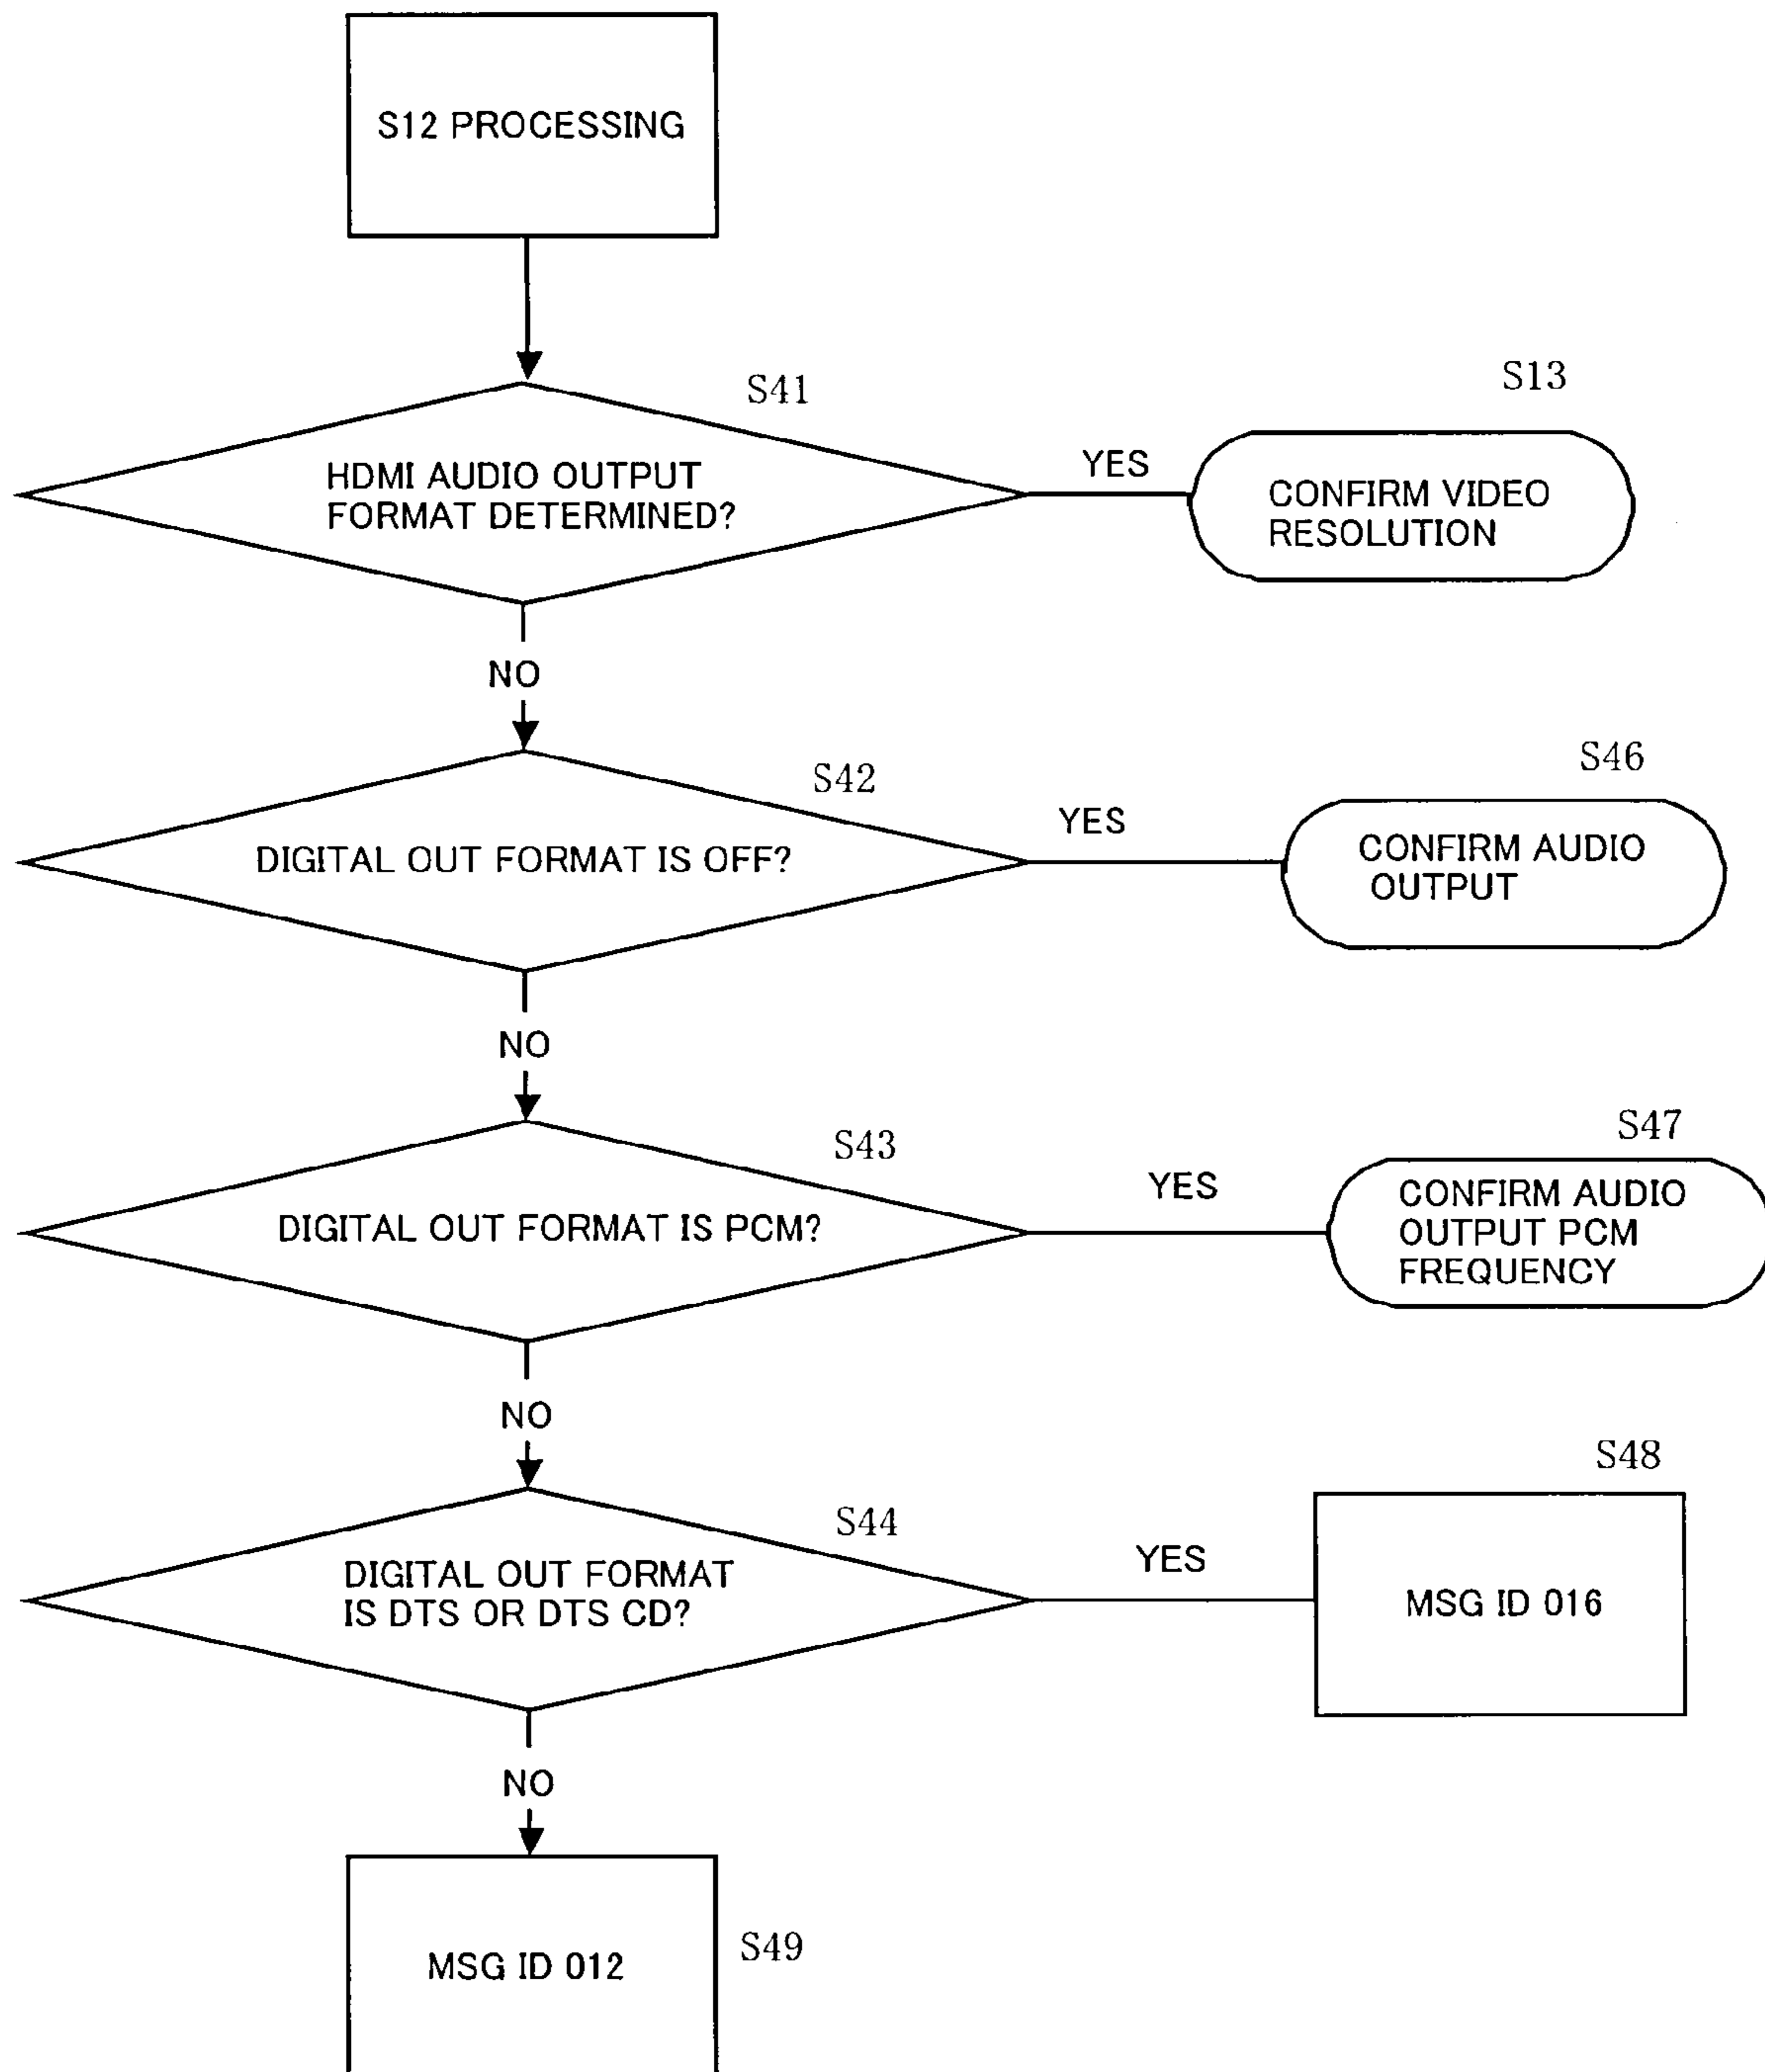 S12 PROCESSING
S41
HDMI AUDIO OUTPUT
FORMAT DETERMINED?
YES
S13
CONFIRM VIDEO
RESOLUTION
NO
S42
DIGITAL OUT FORMAT IS OFF?
YES
S46
CONFIRM AUDIO
OUTPUT
NO
S43
DIGITAL OUT FORMAT IS PCM?
YES
S47
CONFIRM AUDIO
OUTPUT PCM
FREQUENCY
NO
S44
DIGITAL OUT FORMAT
IS DTS OR DTS CD?
YES
S48
MSG ID 016
NO
MSG ID 012
S49